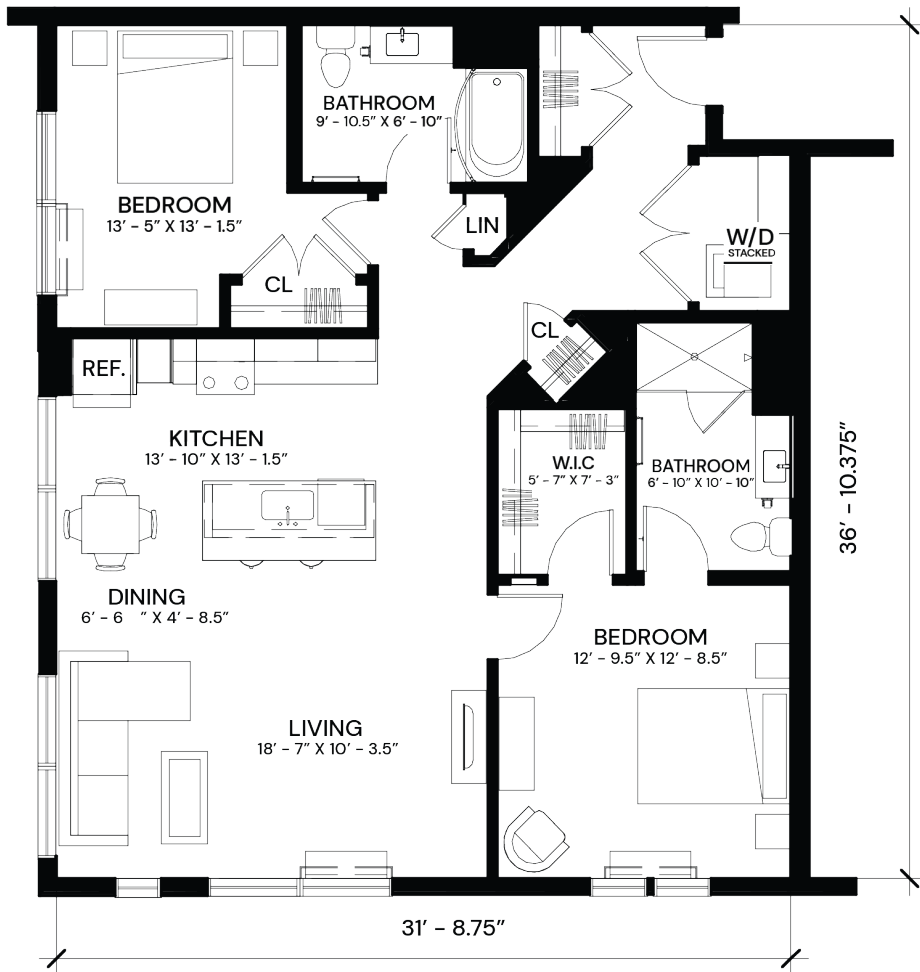 BATHROOM
9' - 10.5" X 6' - 10"
BEDROOM
13' - 5" X 13' - 1.5"
LIN
W/D
STACKED
CL
CL
REF.
KITCHEN
13' - 10" X 13' - 1.5"
W.I.C
5' - 7" X 7' - 3"
BATHROOM
6' - 10" X 10' - 10"
36' - 10.375"
DINING
6' - 6 " X 4' - 8.5"
BEDROOM
12' - 9.5" X 12' - 8.5"
LIVING
18' - 7" X 10' - 3.5"
31' - 8.75"